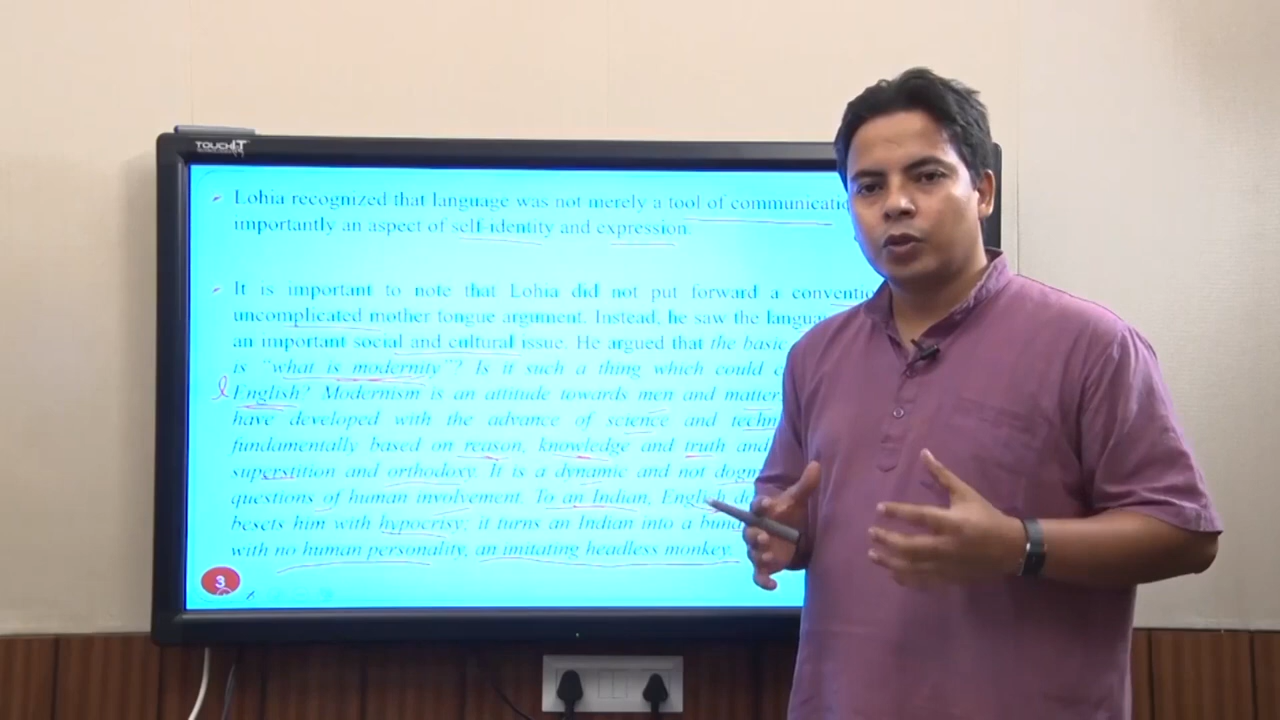 TOUCHIT
Lohia recognized that language was not merely a tool of
importantly an aspect of self-identity and expression.
It is important to note that Lohia did not put forward a
uncomplicated mother tongue argument. Instead, he saw the
an important social and cultural issue. He argued that the basic
is “what is modernity”? Is it such a thing which could
English? Modernism is an attitude towards men and matter
have developed with the advance of science and
fundamentally based on reason, knowledge and truth and
superstition and orthodoxy. It is a dynamic and not
questions of human involvement. To an Indian, English
besets him with hypocrisy; it turns an Indian into a
with no human personality, an imitating headless monkey.
3